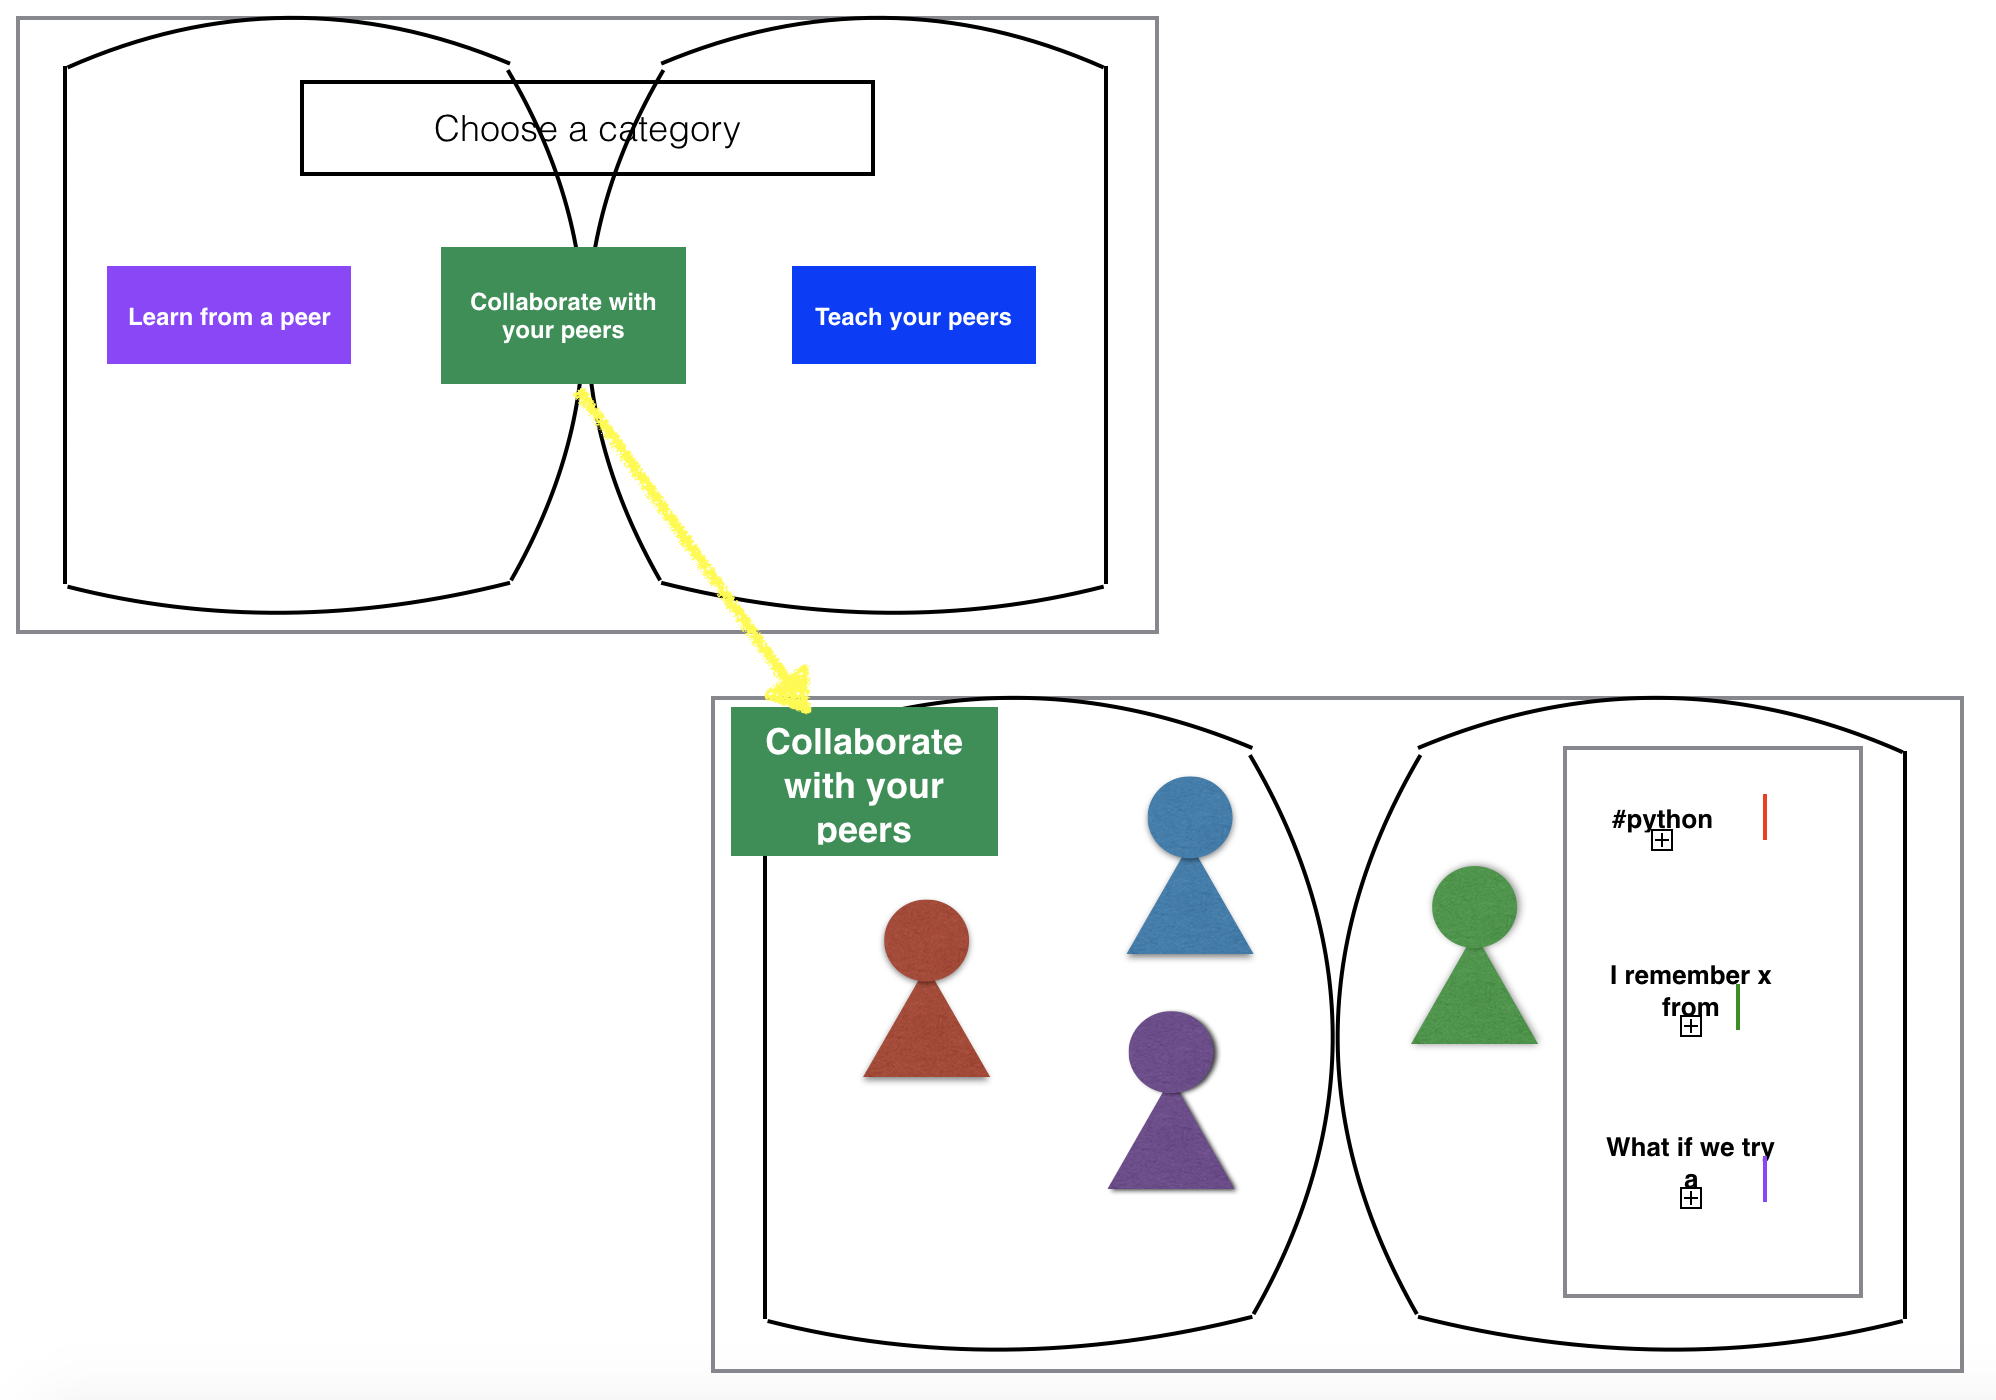 Choose a category
Learn from a peer
Collaborate with
your peers
Teach your peers
Collaborate
with your
peers
#python
I remember x
from
What if we try
a